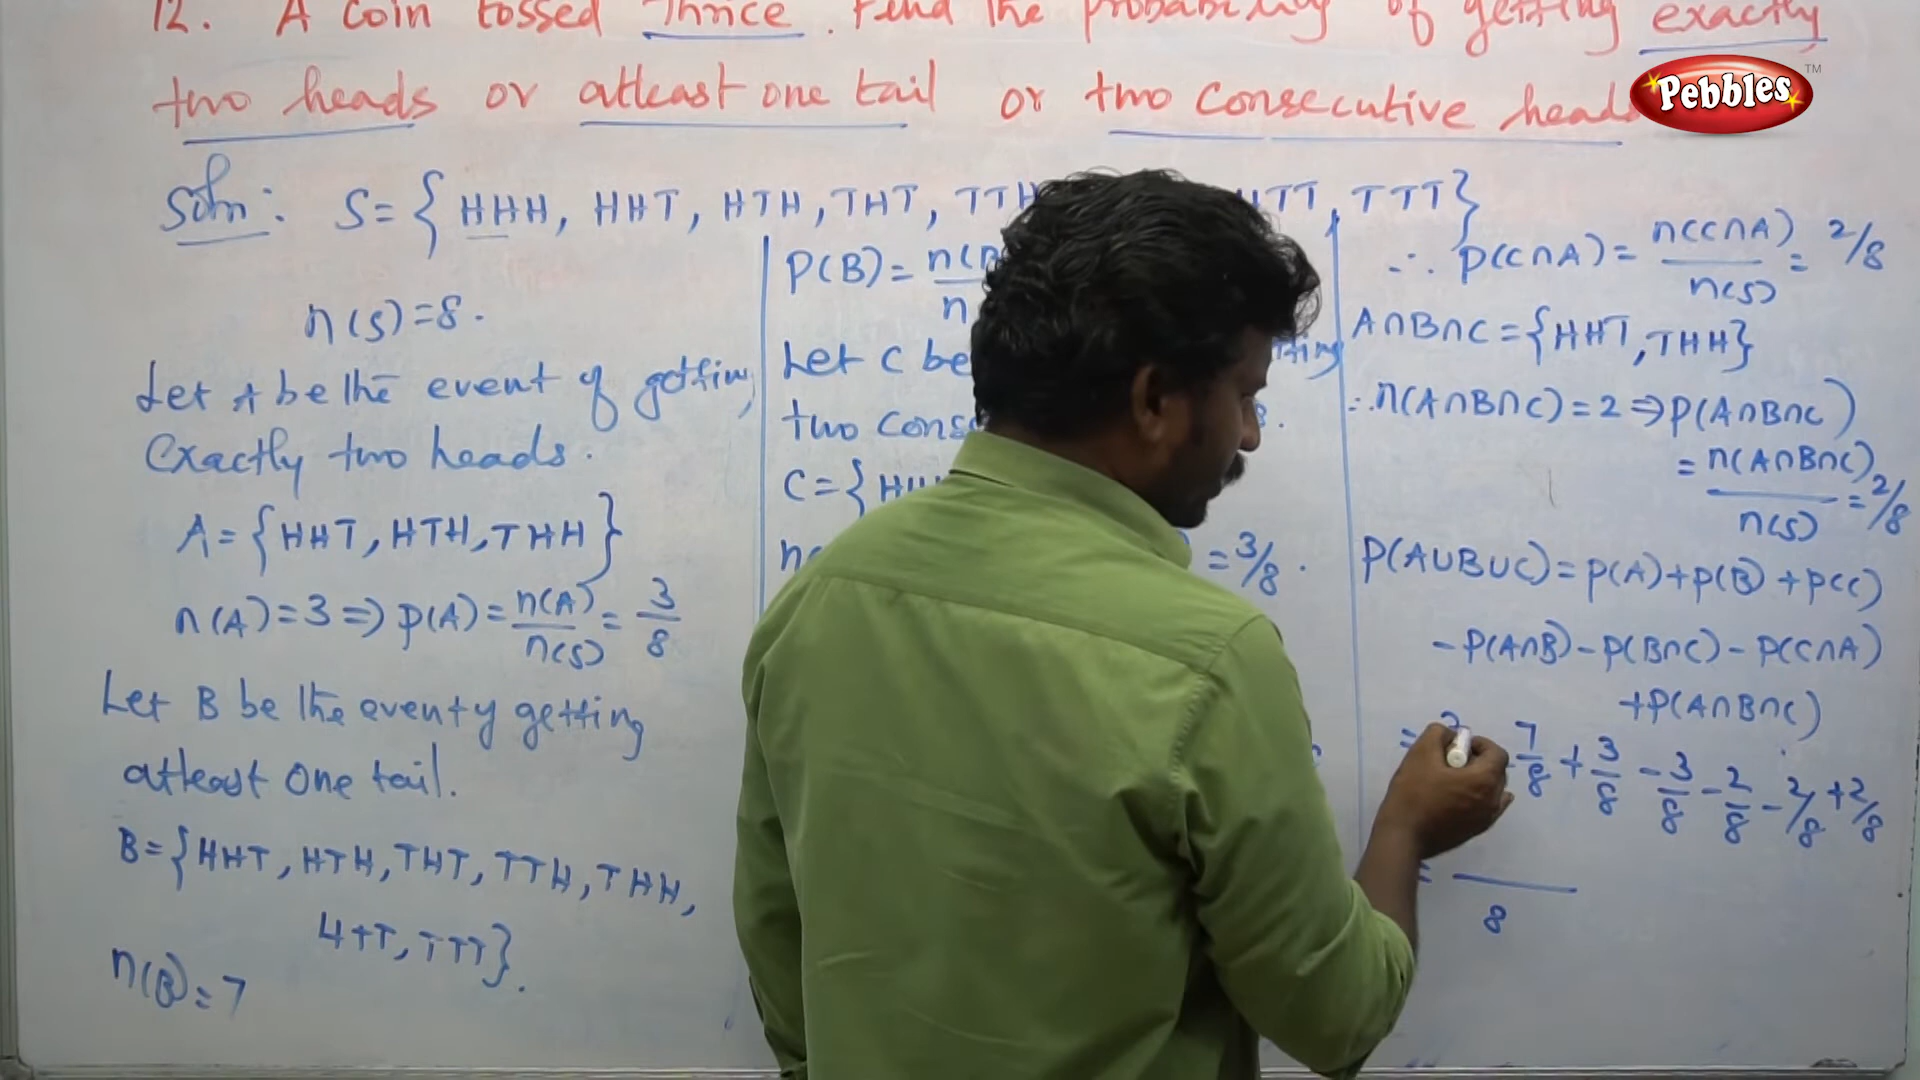 12. A coin tossed Thrice. Find the probability of getting exactly
two heads or atleast one tail or two consecutive heads
Pebbles TM
Soln: S = { HHH, HHT, HTH, THT, TTH TT, TTT}
n(S) = 8.
Let A be the event of getting
exactly two heads.
A = {HHT, HTH, THH}
n(A) = 3 ⇒ p(A) = n(A)/n(S) = 3/8
Let B be the event of getting
atleast one tail.
B = {HHT, HTH, THT, TTH, THH,
HTT, TTT}.
n(B) = 7
P(B) = n(B
n
Let C be
two cons
C = {HHH
= 3/8.
∴ p(C∩A) = n(C∩A)/n(S) = 2/8
A∩B∩C = {HHT, THH}
∴ n(A∩B∩C) = 2 ⇒ p(A∩B∩C)
= n(A∩B∩C)/n(S) = 2/8
P(A∪B∪C) = p(A) + p(B) + p(C)
- p(A∩B) - p(B∩C) - p(C∩A)
+ p(A∩B∩C)
= 7/8 + 3/8 - 3/8 - 2/8 - 2/8 + 2/8
= /8